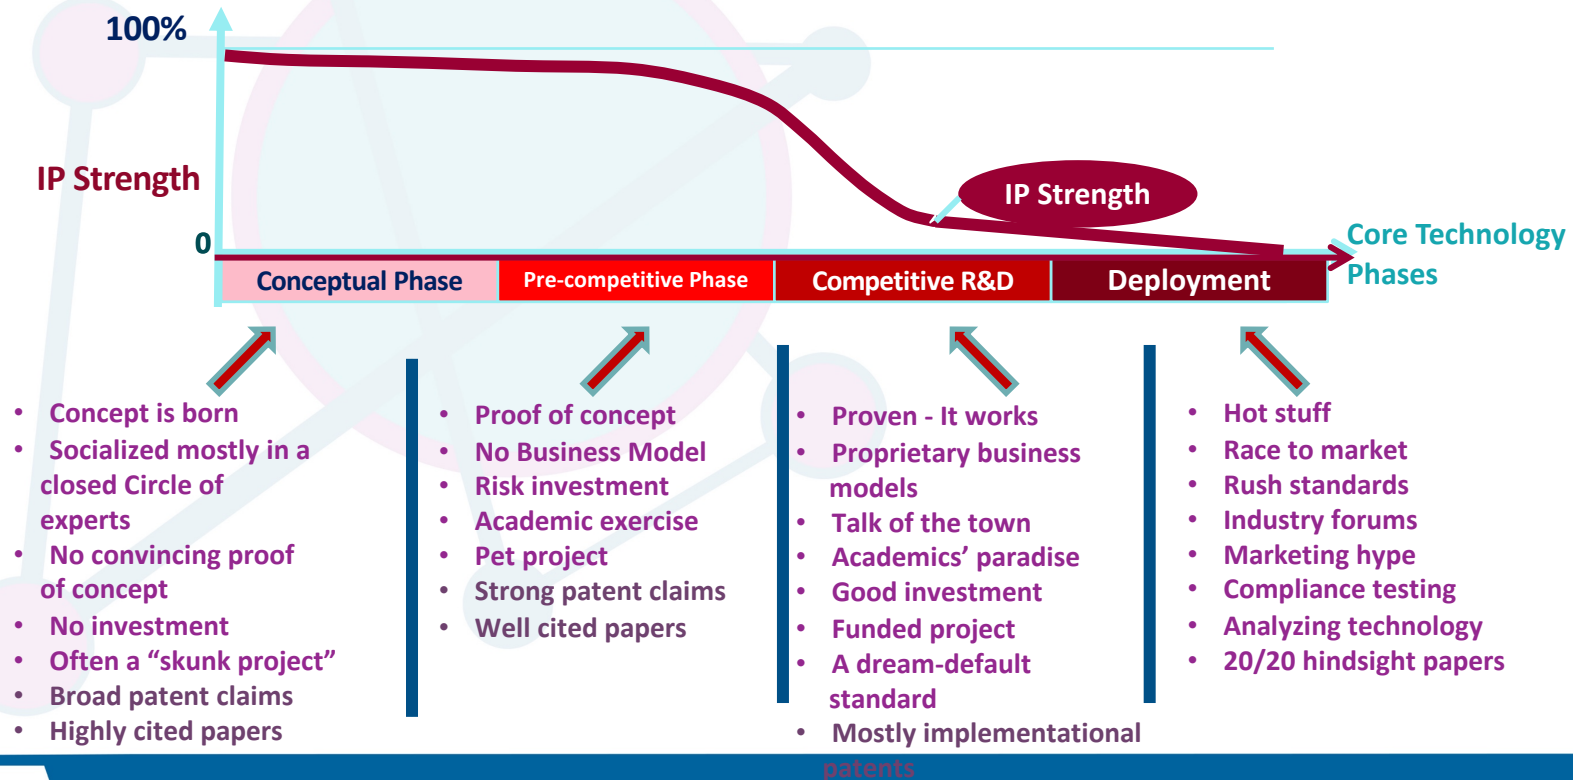 100%
IP Strength
0
IP Strength
Core Technology
Phases
Conceptual Phase
Pre-competitive Phase
Competitive R&D
Deployment
• Concept is born
• Socialized mostly in a
closed Circle of
experts
• No convincing proof
of concept
• No investment
• Often a “skunk project”
• Broad patent claims
• Highly cited papers
• Proof of concept
• No Business Model
• Risk investment
• Academic exercise
• Pet project
• Strong patent claims
• Well cited papers
• Proven - It works
• Proprietary business
models
• Talk of the town
• Academics’ paradise
• Good investment
• Funded project
• A dream-default
standard
• Mostly implementational
patents
• Hot stuff
• Race to market
• Rush standards
• Industry forums
• Marketing hype
• Compliance testing
• Analyzing technology
• 20/20 hindsight papers